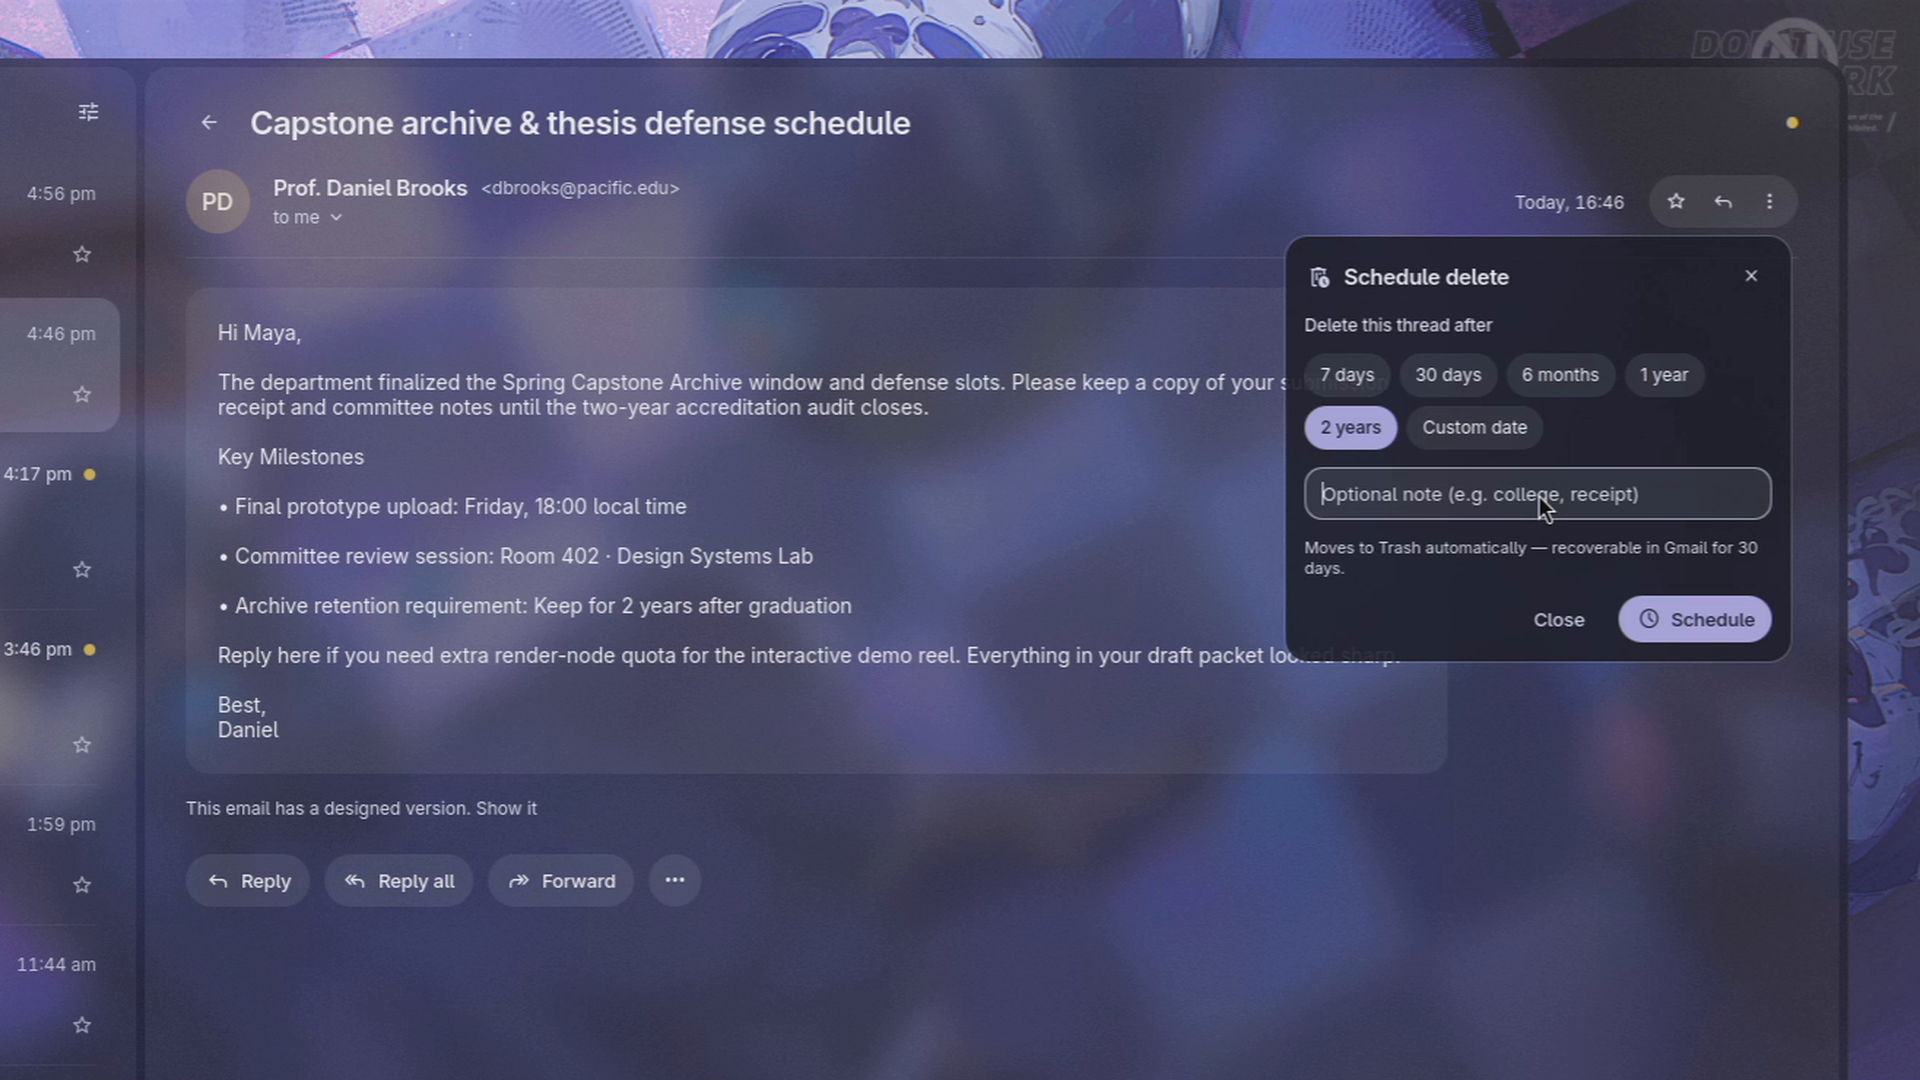 Capstone archive & thesis defense schedule
PD
Prof. Daniel Brooks <dbrooks@pacific.edu>
to me
Today, 16:46
4:56 pm
4:46 pm
4:17 pm
3:46 pm
1:59 pm
11:44 am
Hi Maya,
The department finalized the Spring Capstone Archive window and defense slots. Please keep a copy of your submission
receipt and committee notes until the two-year accreditation audit closes.
Key Milestones
• Final prototype upload: Friday, 18:00 local time
• Committee review session: Room 402 · Design Systems Lab
• Archive retention requirement: Keep for 2 years after graduation
Reply here if you need extra render-node quota for the interactive demo reel. Everything in your draft packet looked sharp.
Best,
Daniel
This email has a designed version. Show it
Reply
Reply all
Forward
Schedule delete
Delete this thread after
7 days
30 days
6 months
1 year
2 years
Custom date
Optional note (e.g. college, receipt)
Moves to Trash automatically — recoverable in Gmail for 30
days.
Close
Schedule